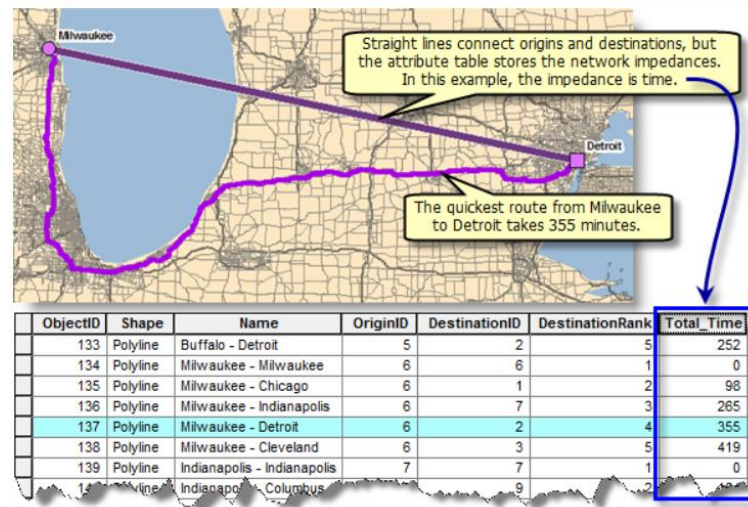 Milwaukee
Straight lines connect origins and destinations, but
the attribute table stores the network impedances.
In this example, the impedance is time.
Detroit
The quickest route from Milwaukee
to Detroit takes 355 minutes.
ObjectID Shape Name OriginID DestinationID DestinationRank Total_Time
133 Polyline Buffalo - Detroit 5 2 5 252
134 Polyline Milwaukee - Milwaukee 6 6 1 0
135 Polyline Milwaukee - Chicago 6 1 2 98
136 Polyline Milwaukee - Indianapolis 6 7 3 265
137 Polyline Milwaukee - Detroit 6 2 4 355
138 Polyline Milwaukee - Cleveland 6 3 5 419
139 Polyline Indianapolis - Indianapolis 7 7 1 0
Columbus 9 2